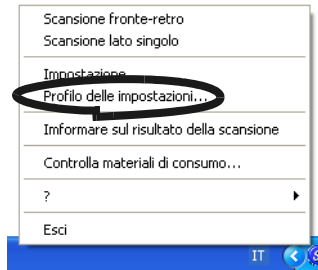 Scansione fronte-retro
Scansione lato singolo
Impostazione
Profilo delle impostazioni...
Imformare sul risultato della scansione
Controlla materiali di consumo...
?
Esci
IT